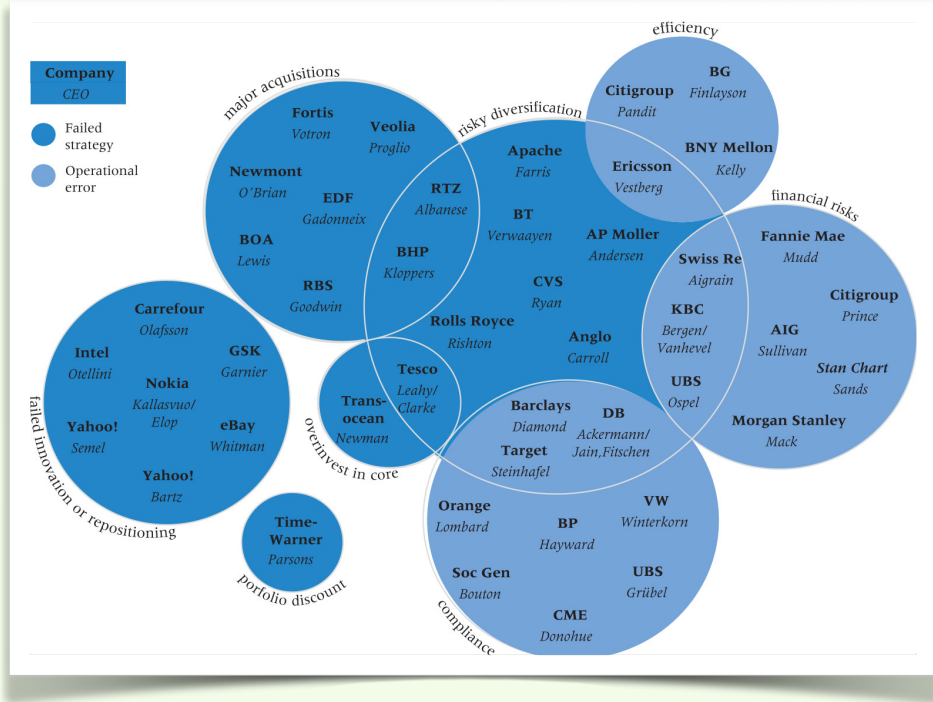 Company
CEO
Failed
strategy
Operational
error
major acquisitions
Fortis
Votron
Veolia
Proglio
Newmont
O'Brian
EDF
Gadonneix
BOA
Lewis
RBS
Goodwin
RTZ
Albanese
BHP
Kloppers
risky diversification
Apache
Farris
BT
Verwaayen
AP Moller
Andersen
CVS
Ryan
Rolls Royce
Rishton
Anglo
Carroll
efficiency
BG
Finlayson
Citigroup
Pandit
BNY Mellon
Kelly
Ericsson
Vestberg
financial risks
Fannie Mae
Mudd
Swiss Re
Aigrain
Citigroup
Prince
KBC
Bergen/
Vanhevel
AIG
Sullivan
Stan Chart
Sands
UBS
Ospel
Morgan Stanley
Mack
failed innovation or repositioning
Carrefour
Olafsson
Intel
Otellini
GSK
Garnier
Nokia
Kallasvuo/
Elop
Yahoo!
Semel
eBay
Whitman
Yahoo!
Bartz
overinvest in core
Tesco
Leahy/
Clarke
Trans-
ocean
Newman
porfolio discount
Time-
Warner
Parsons
compliance
Barclays
Diamond
DB
Ackermann/
Jain,Fitschen
Target
Steinhafel
Orange
Lombard
BP
Hayward
VW
Winterkorn
Soc Gen
Bouton
UBS
Grübel
CME
Donohue